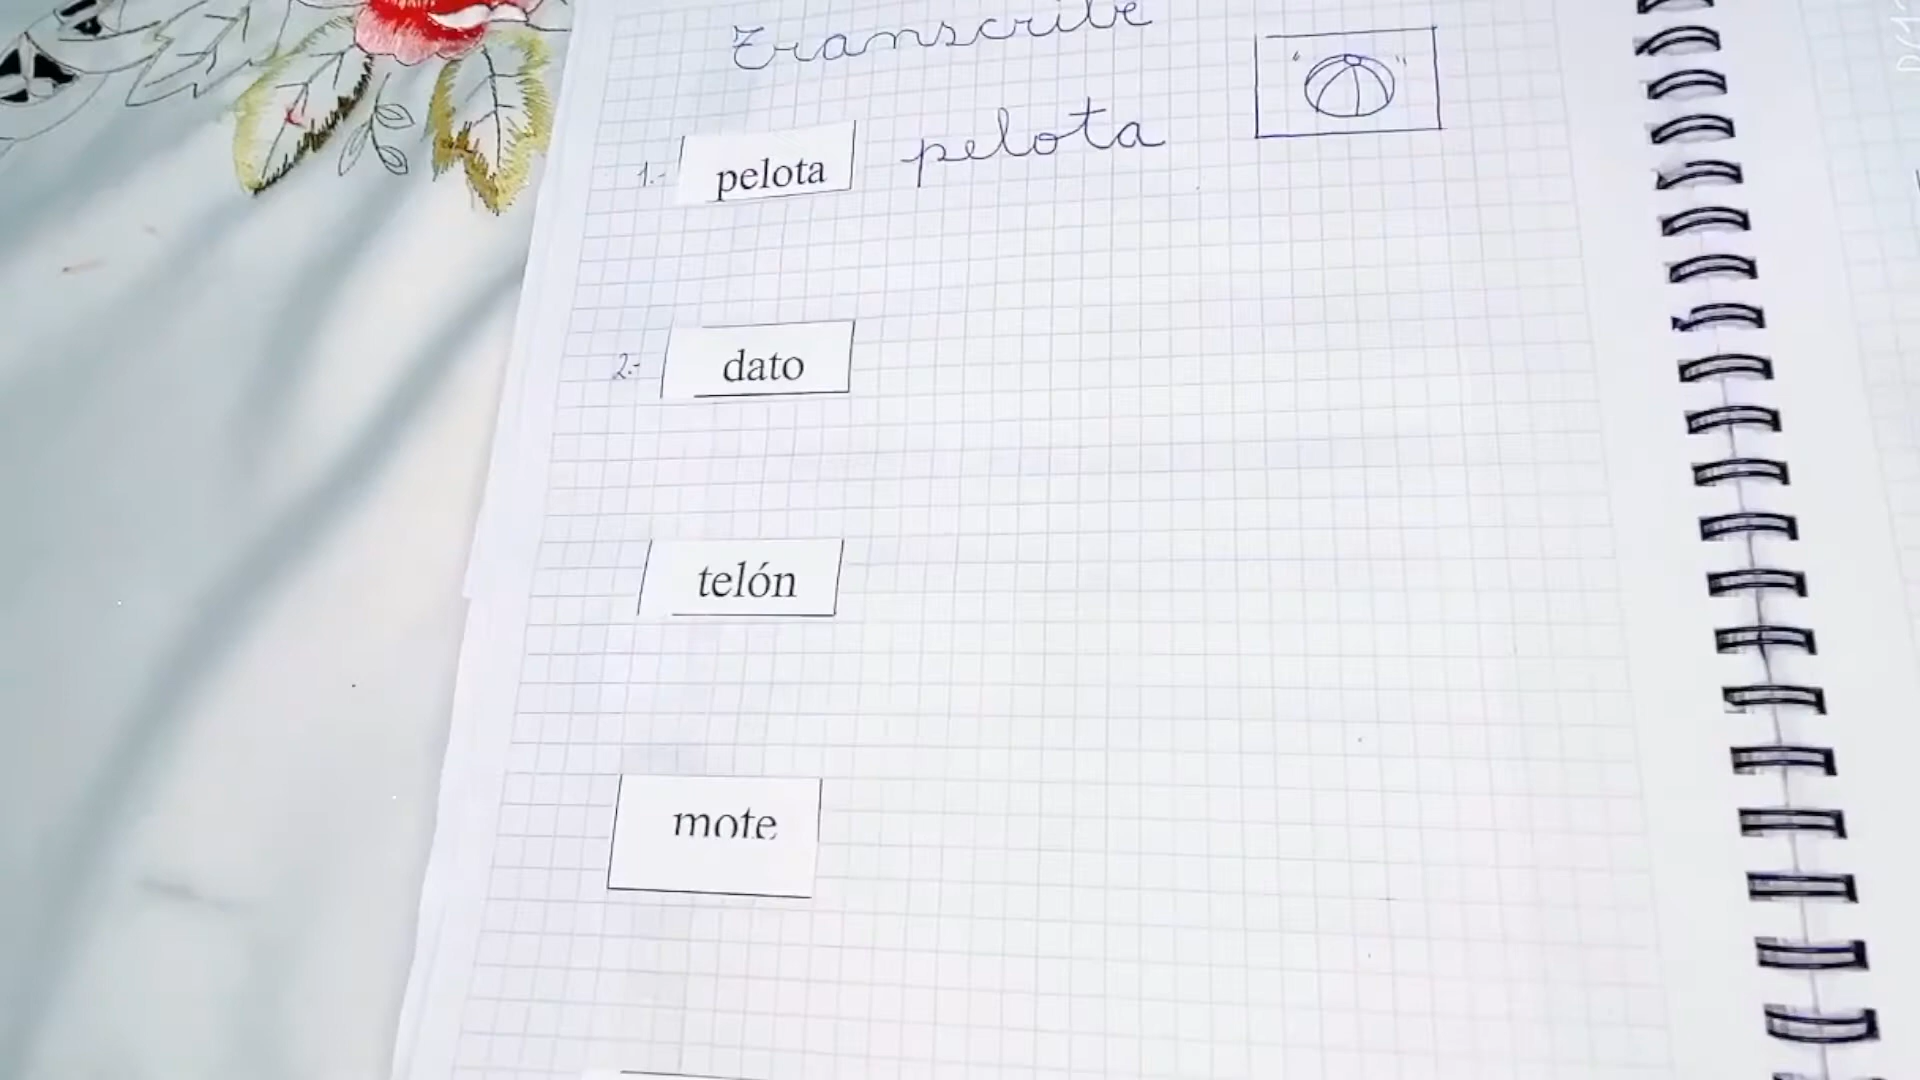 Transcribe
1.- pelota pelota
2.- dato
telón
mote